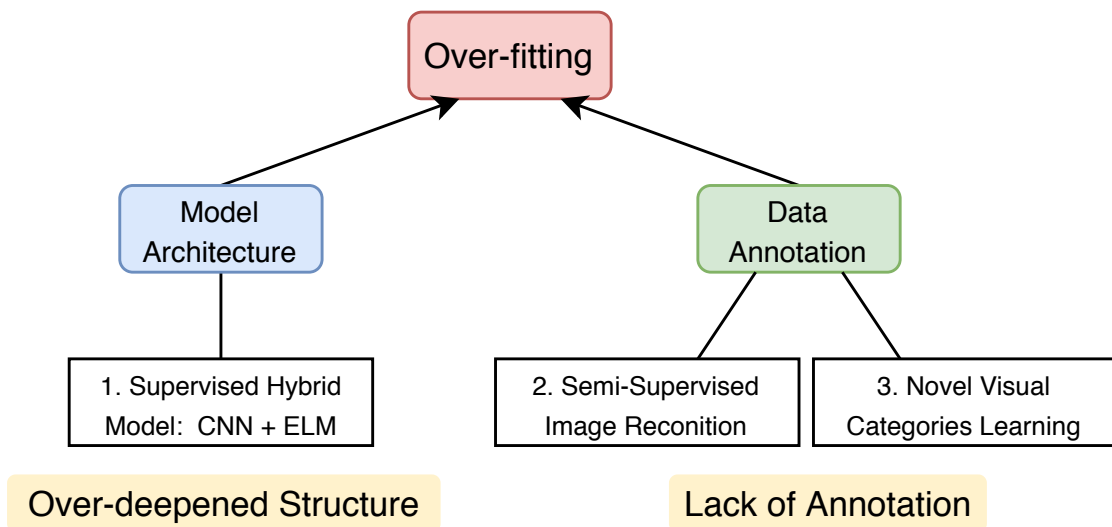 Over-fitting
Model
Architecture
Data
Annotation
1. Supervised Hybrid
Model: CNN + ELM
2. Semi-Supervised
Image Reconition
3. Novel Visual
Categories Learning
Over-deepened Structure
Lack of Annotation